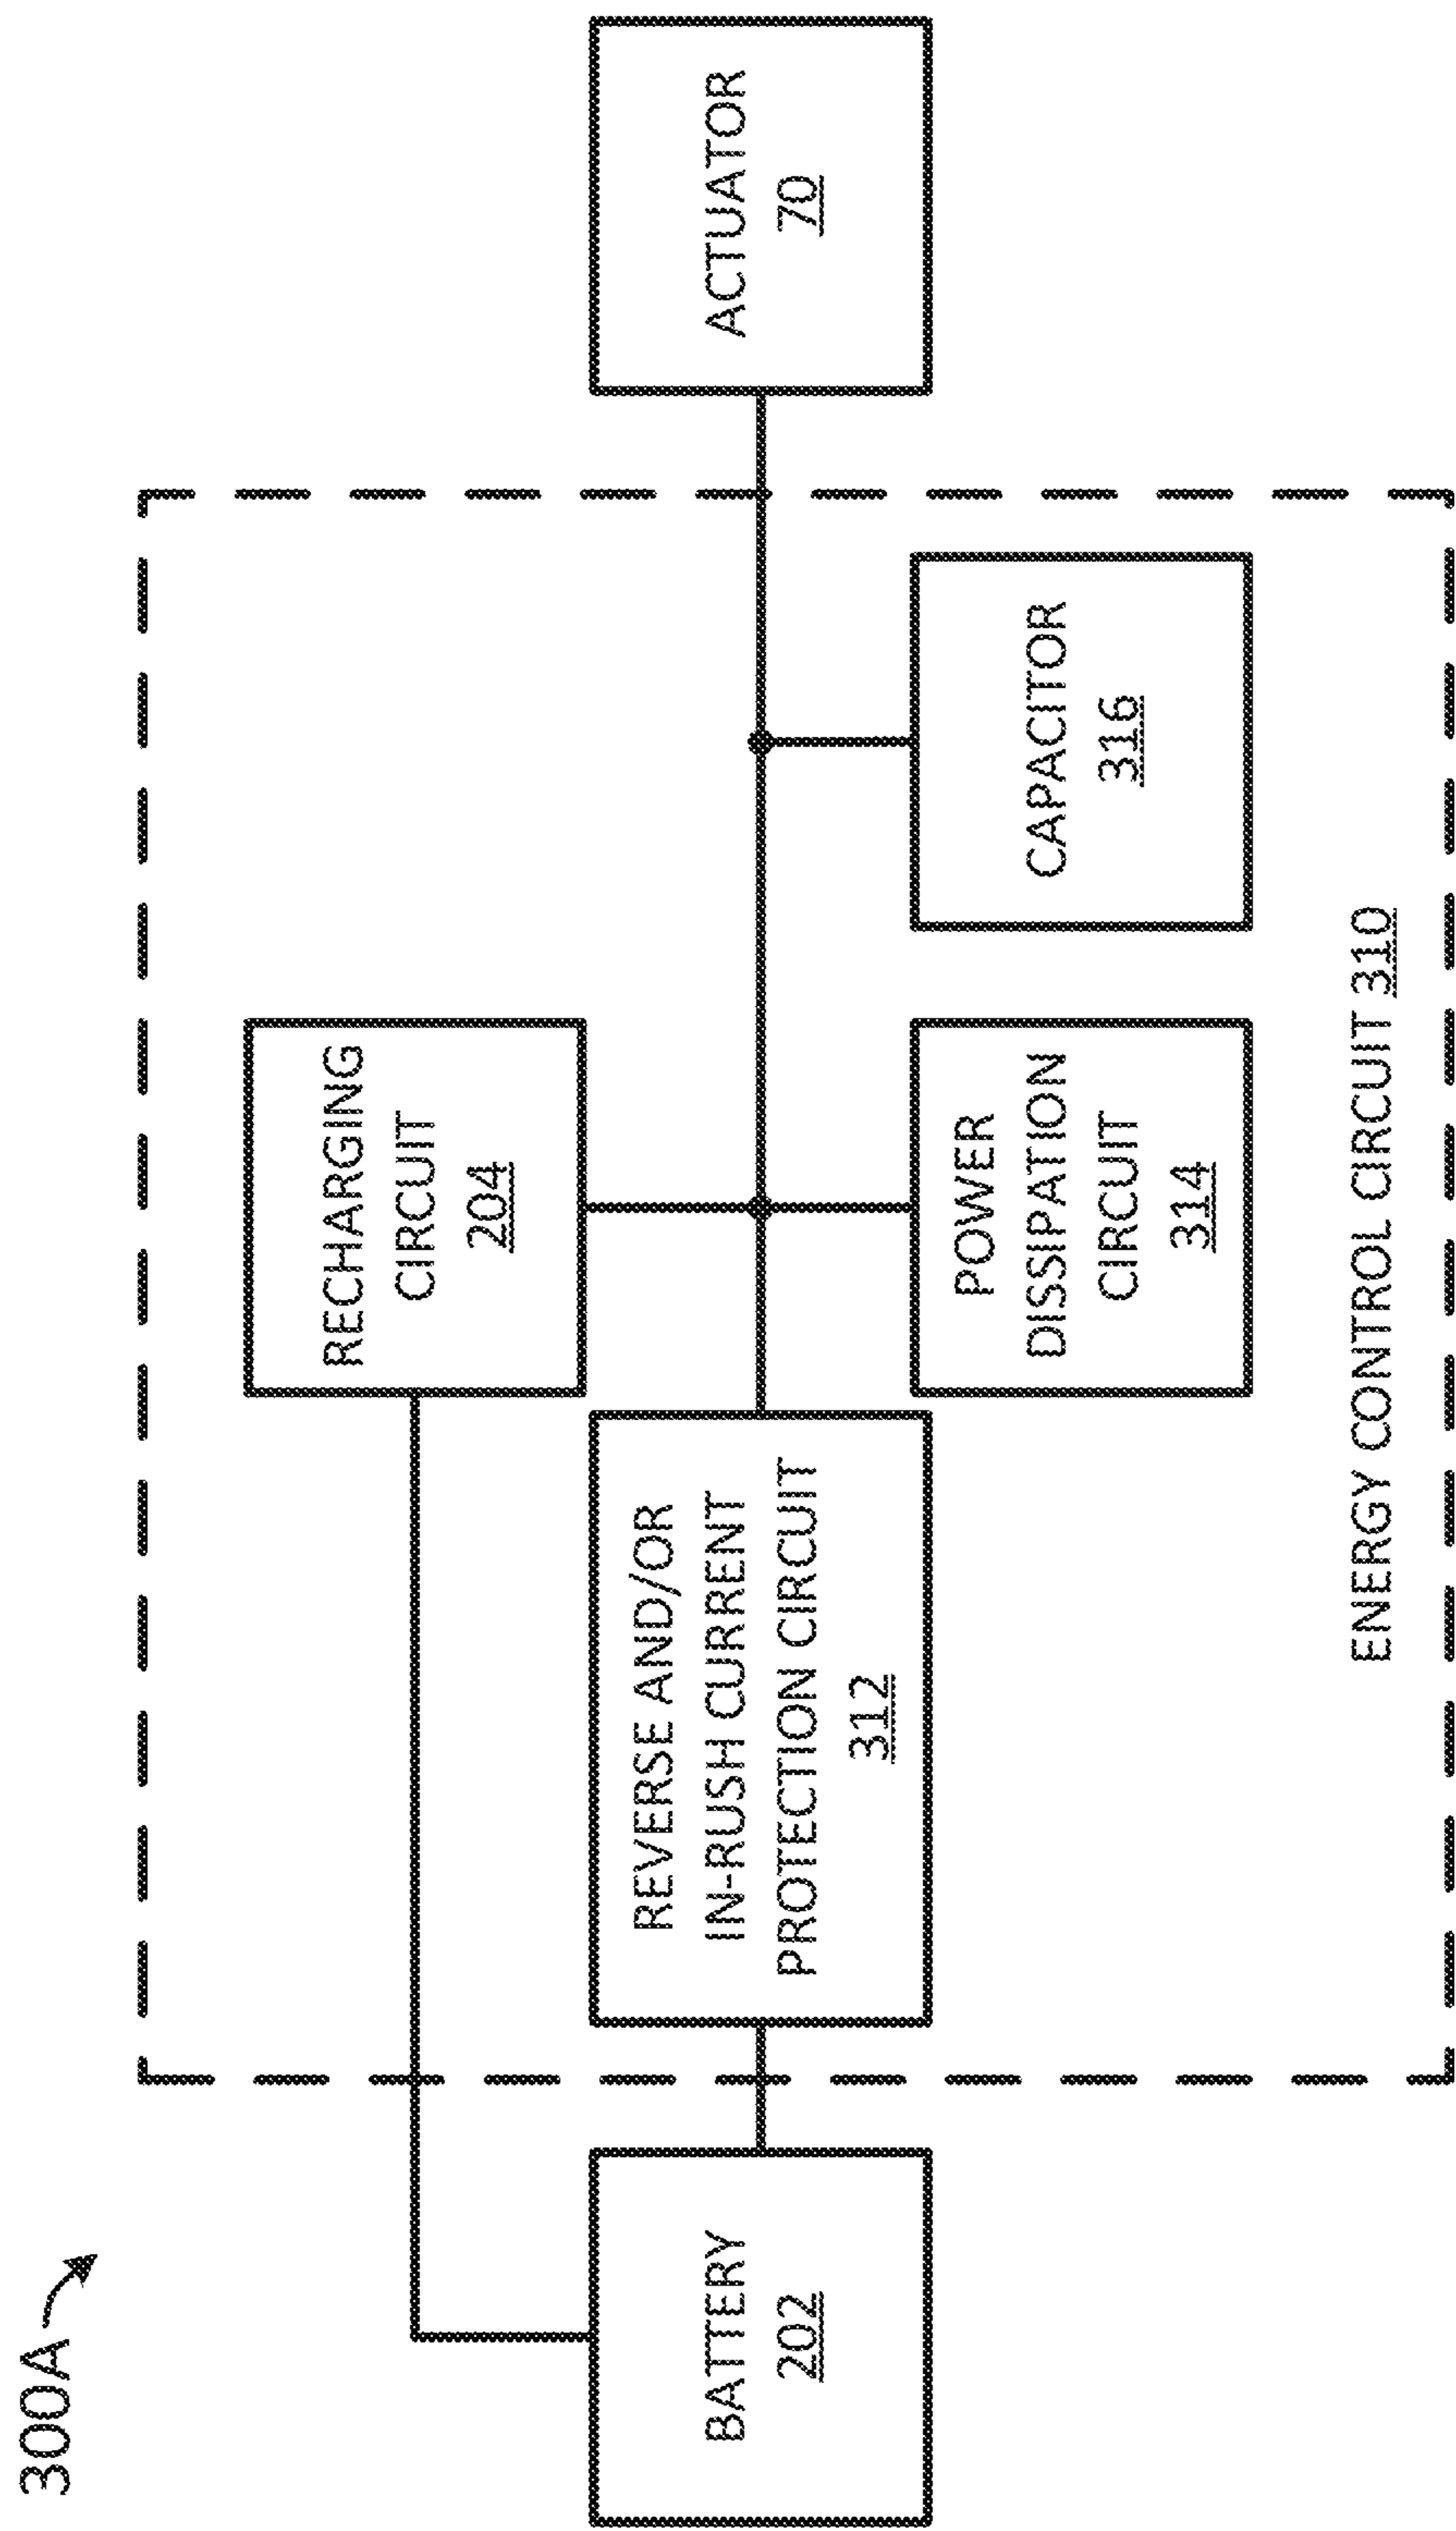 300A
RECHARGING
CIRCUIT
204
BATTERY
202
REVERSE AND/OR
IN-RUSH CURRENT
PROTECTION CIRCUIT
312
ACTUATOR
70
POWER
DISSIPATION
CIRCUIT
314
CAPACITOR
316
ENERGY CONTROL CIRCUIT 310